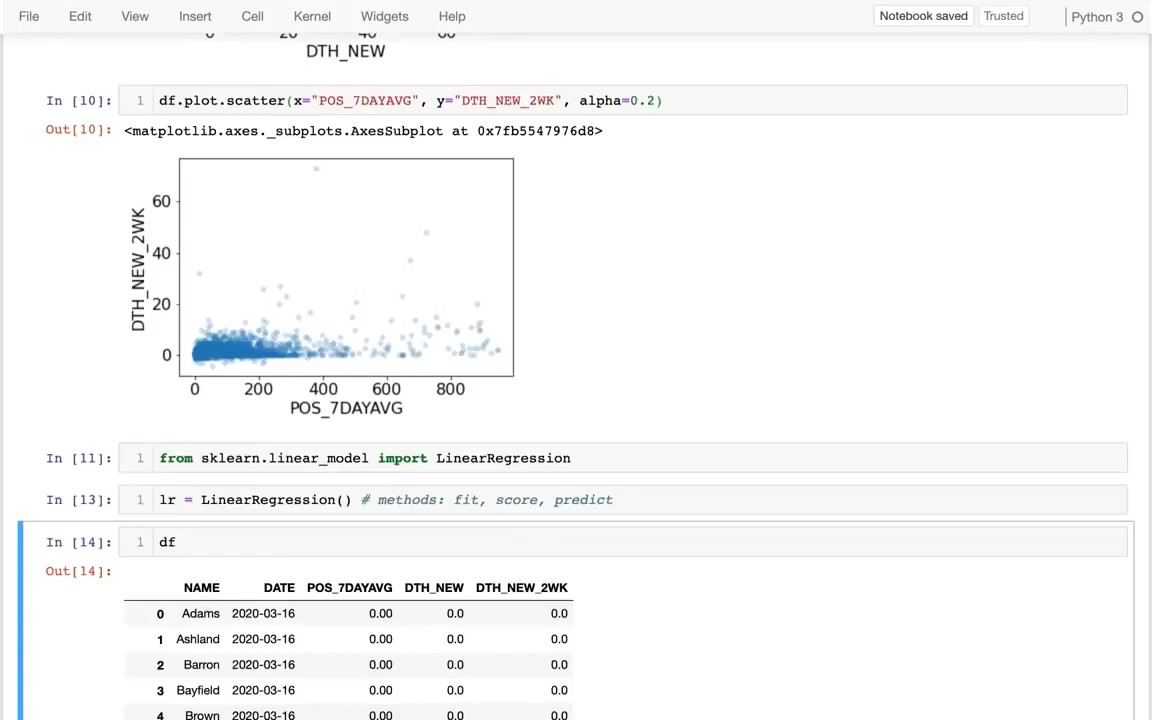 File Edit View Insert Cell Kernel Widgets Help Notebook saved Trusted Python 3
0 20 40 60
DTH_NEW
In [10]: 1 df.plot.scatter(x="POS_7DAYAVG", y="DTH_NEW_2WK", alpha=0.2)
Out[10]: <matplotlib.axes._subplots.AxesSubplot at 0x7fb5547976d8>
DTH_NEW_2WK
60
40
20
0
0 200 400 600 800
POS_7DAYAVG
In [11]: 1 from sklearn.linear_model import LinearRegression
In [13]: 1 lr = LinearRegression() # methods: fit, score, predict
In [14]: 1 df
Out[14]:
NAME DATE POS_7DAYAVG DTH_NEW DTH_NEW_2WK
0 Adams 2020-03-16 0.00 0.0 0.0
1 Ashland 2020-03-16 0.00 0.0 0.0
2 Barron 2020-03-16 0.00 0.0 0.0
3 Bayfield 2020-03-16 0.00 0.0 0.0
4 Brown 2020-03-16 0.00 0.0 0.0